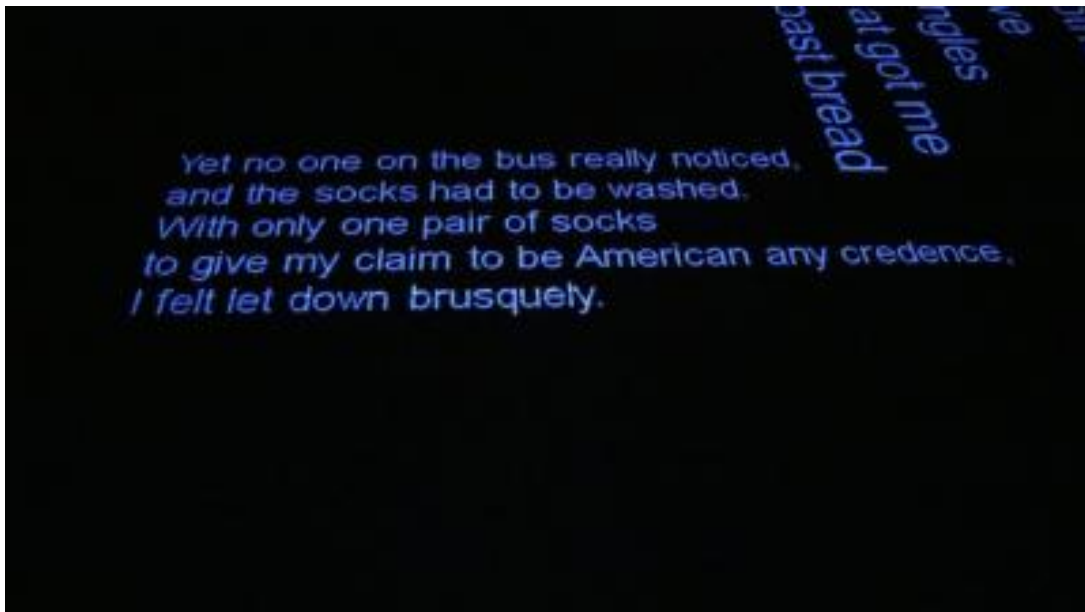 Yet no one on the bus really noticed,
and the socks had to be washed.
With only one pair of socks
to give my claim to be American any credence,
I felt let down brusquely.
at got me
bread